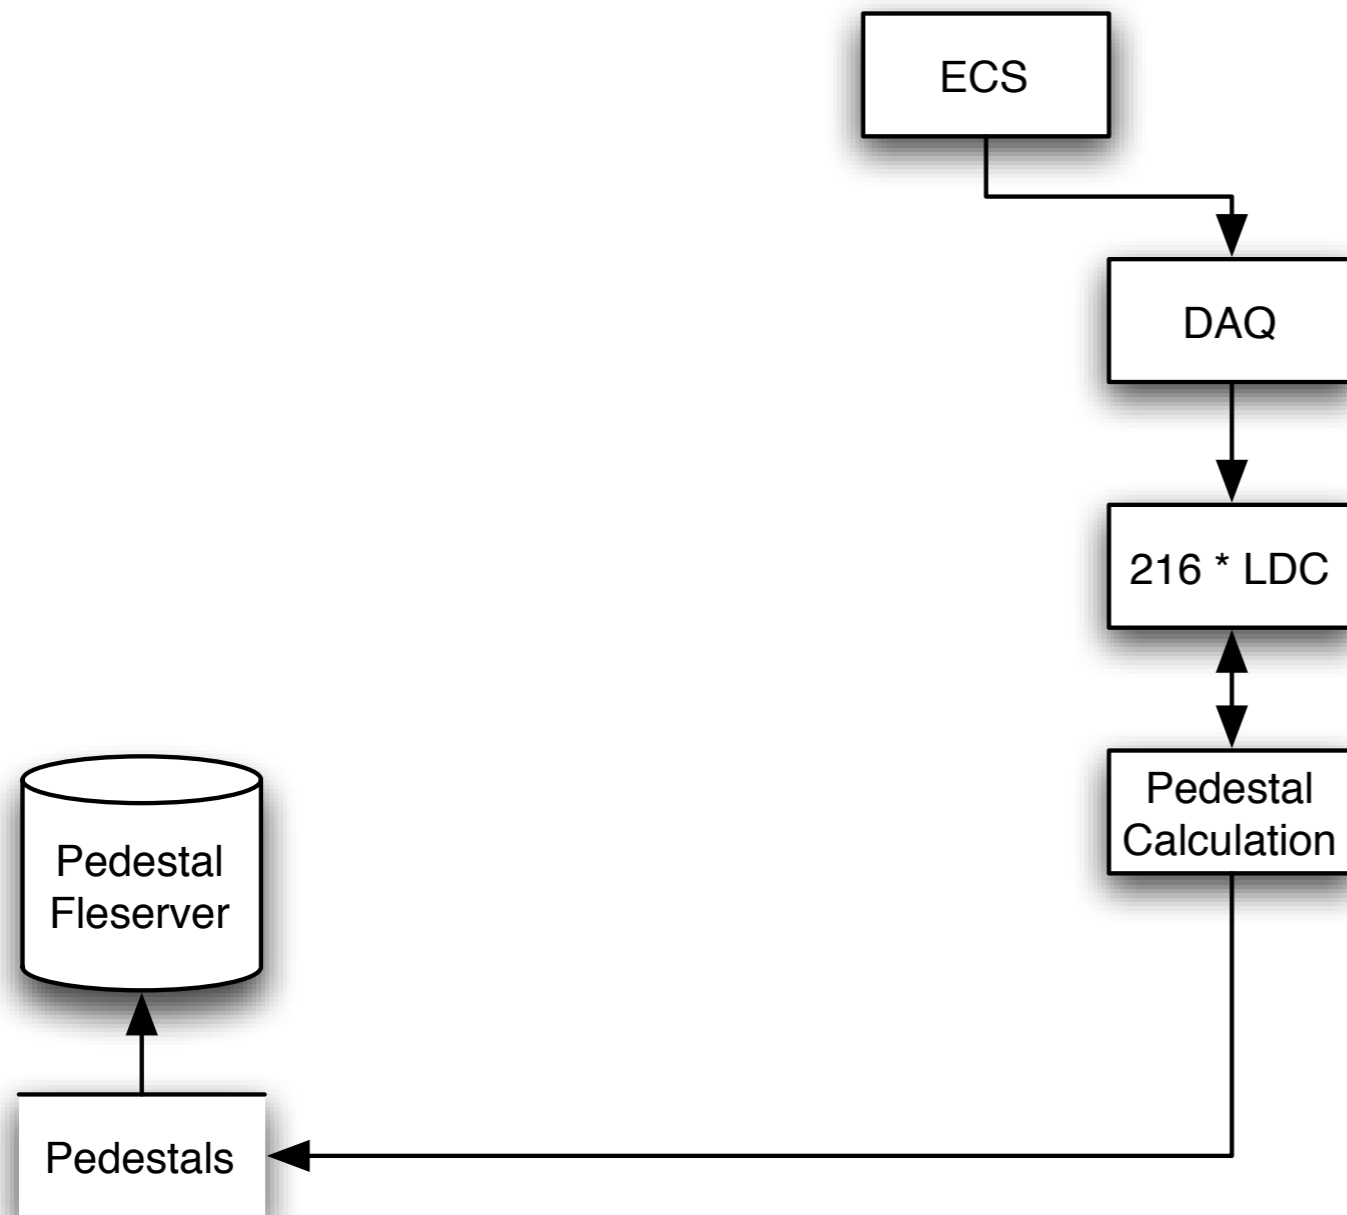 ECS
DAQ
216 * LDC
Pedestal
Calculation
Pedestal
Fleserver
Pedestals